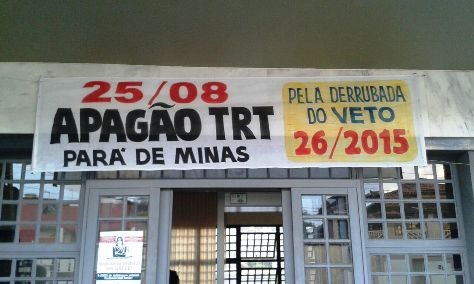 25/08
APAGÃO TRT
PARÁ DE MINAS
PELA DERRUBADA
DO VETO
26/2015